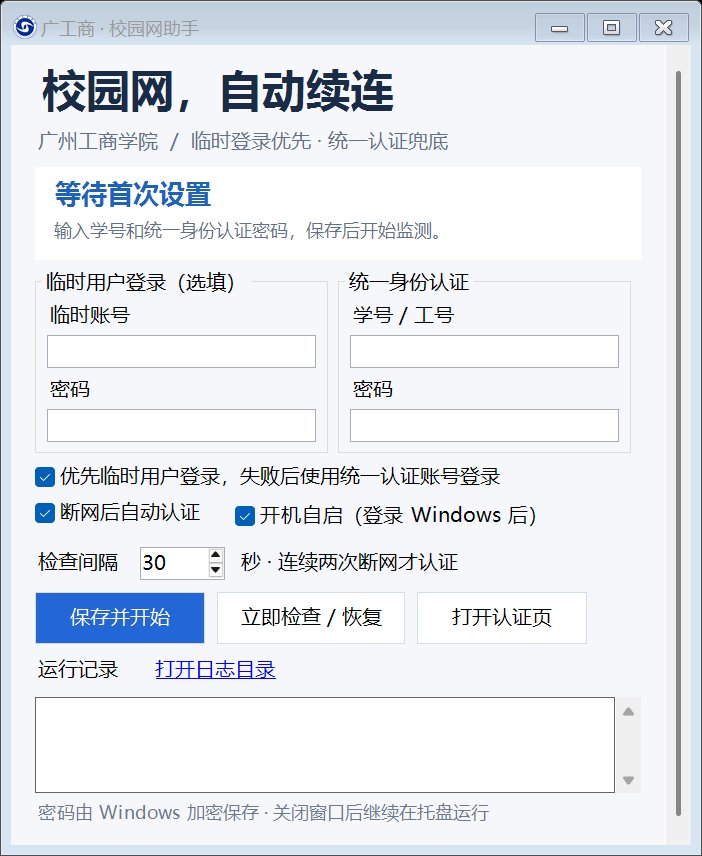 广工商 · 校园网助手
校园网，自动续连
广州工商学院 / 临时登录优先 · 统一认证兜底
等待首次设置
输入学号和统一身份认证密码，保存后开始监测。
临时用户登录（选填）
临时账号
密码
统一身份认证
学号 / 工号
密码
优先临时用户登录，失败后使用统一认证账号登录
断网后自动认证
开机自启（登录 Windows 后）
检查间隔 30 秒 · 连续两次断网才认证
保存并开始
立即检查 / 恢复
打开认证页
运行记录 打开日志目录
密码由 Windows 加密保存 · 关闭窗口后继续在托盘运行